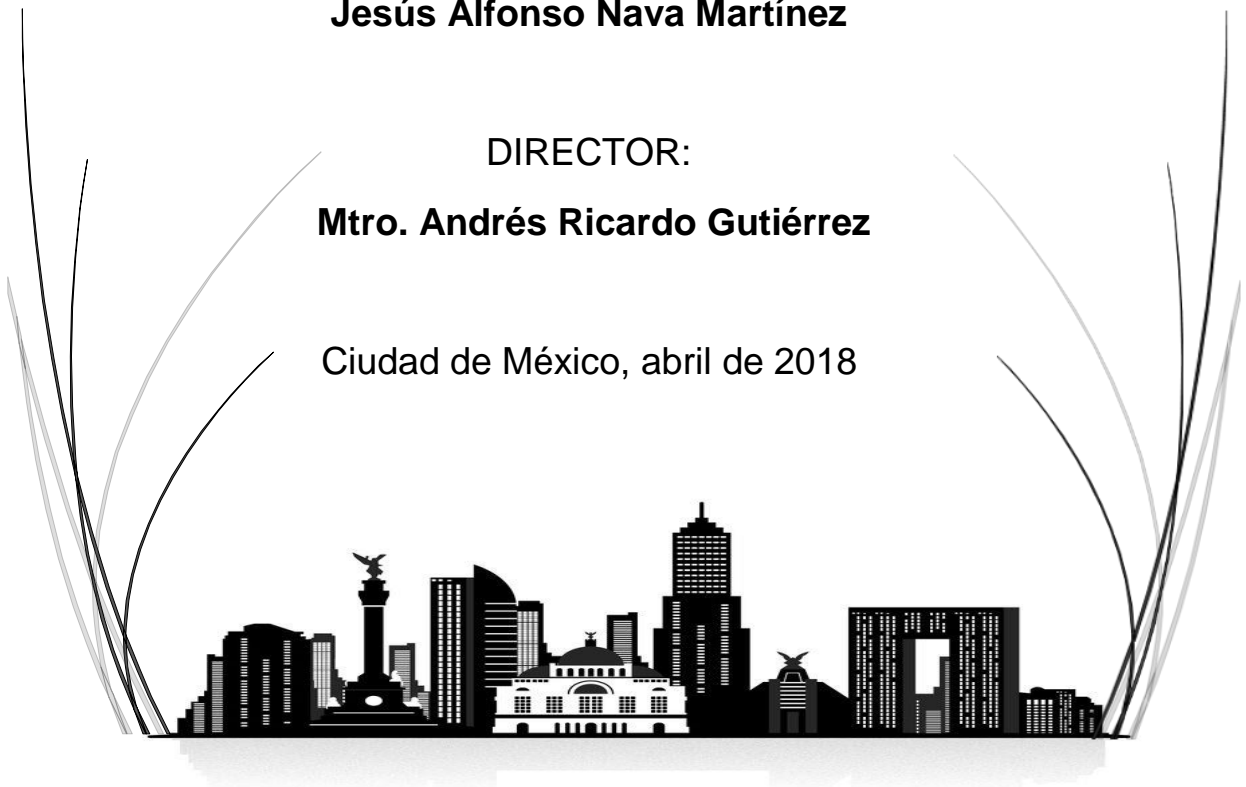 Jesús Alfonso Nava Martínez
DIRECTOR:
Mtro. Andrés Ricardo Gutiérrez
Ciudad de México, abril de 2018